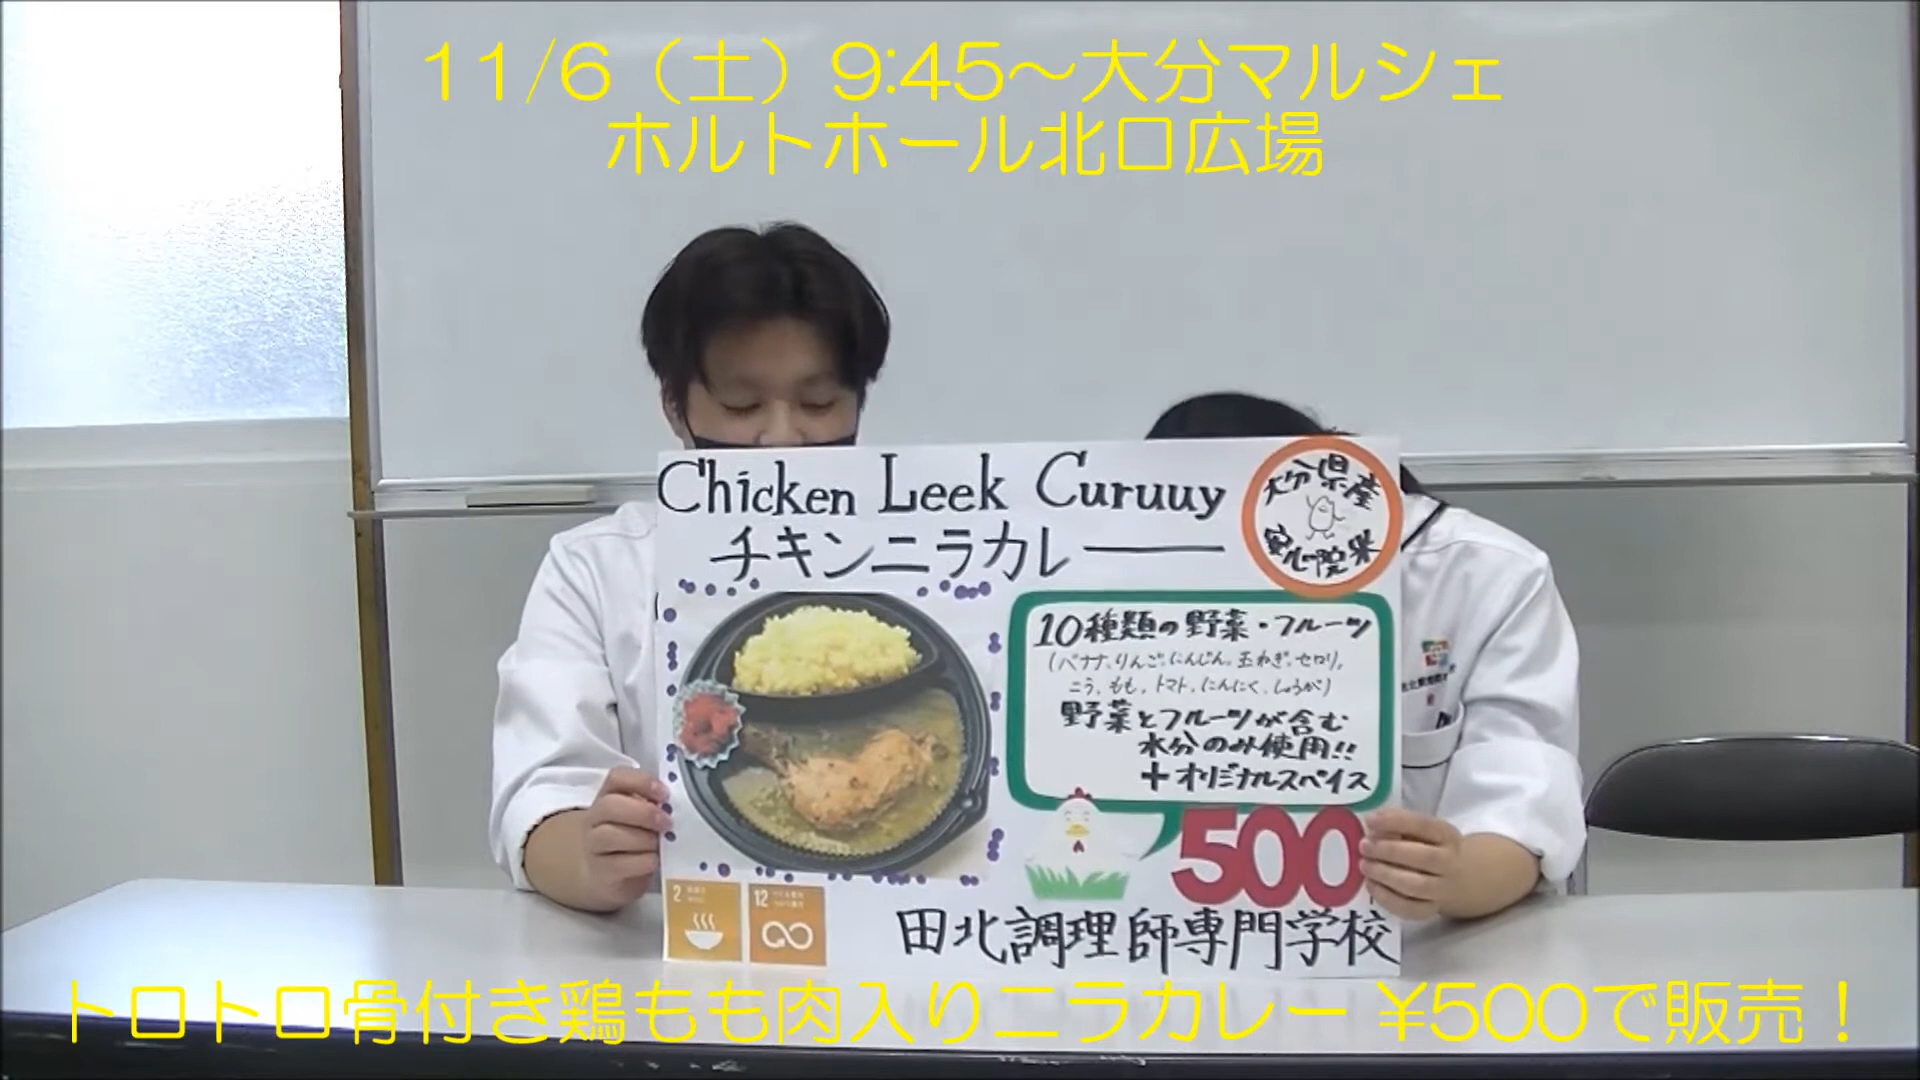 11/6（土）9:45～大分マルシェ
ホルトホール北口広場
Chicken Leek Curuuy
チキンニラカレー
大分県産
安心院米
10種類の野菜・フルーツ
(バナナ、りんご、にんじん、玉ねぎ、セロリ、
こう、もも、トマト、にんにく、しょうが)
野菜とフルーツが含む
水分のみ使用!!
+オリジナルスペイス
500
2
12
田北調理師専門学校
トロトロ骨付き鶏もも肉入りニラカレー ¥500で販売！